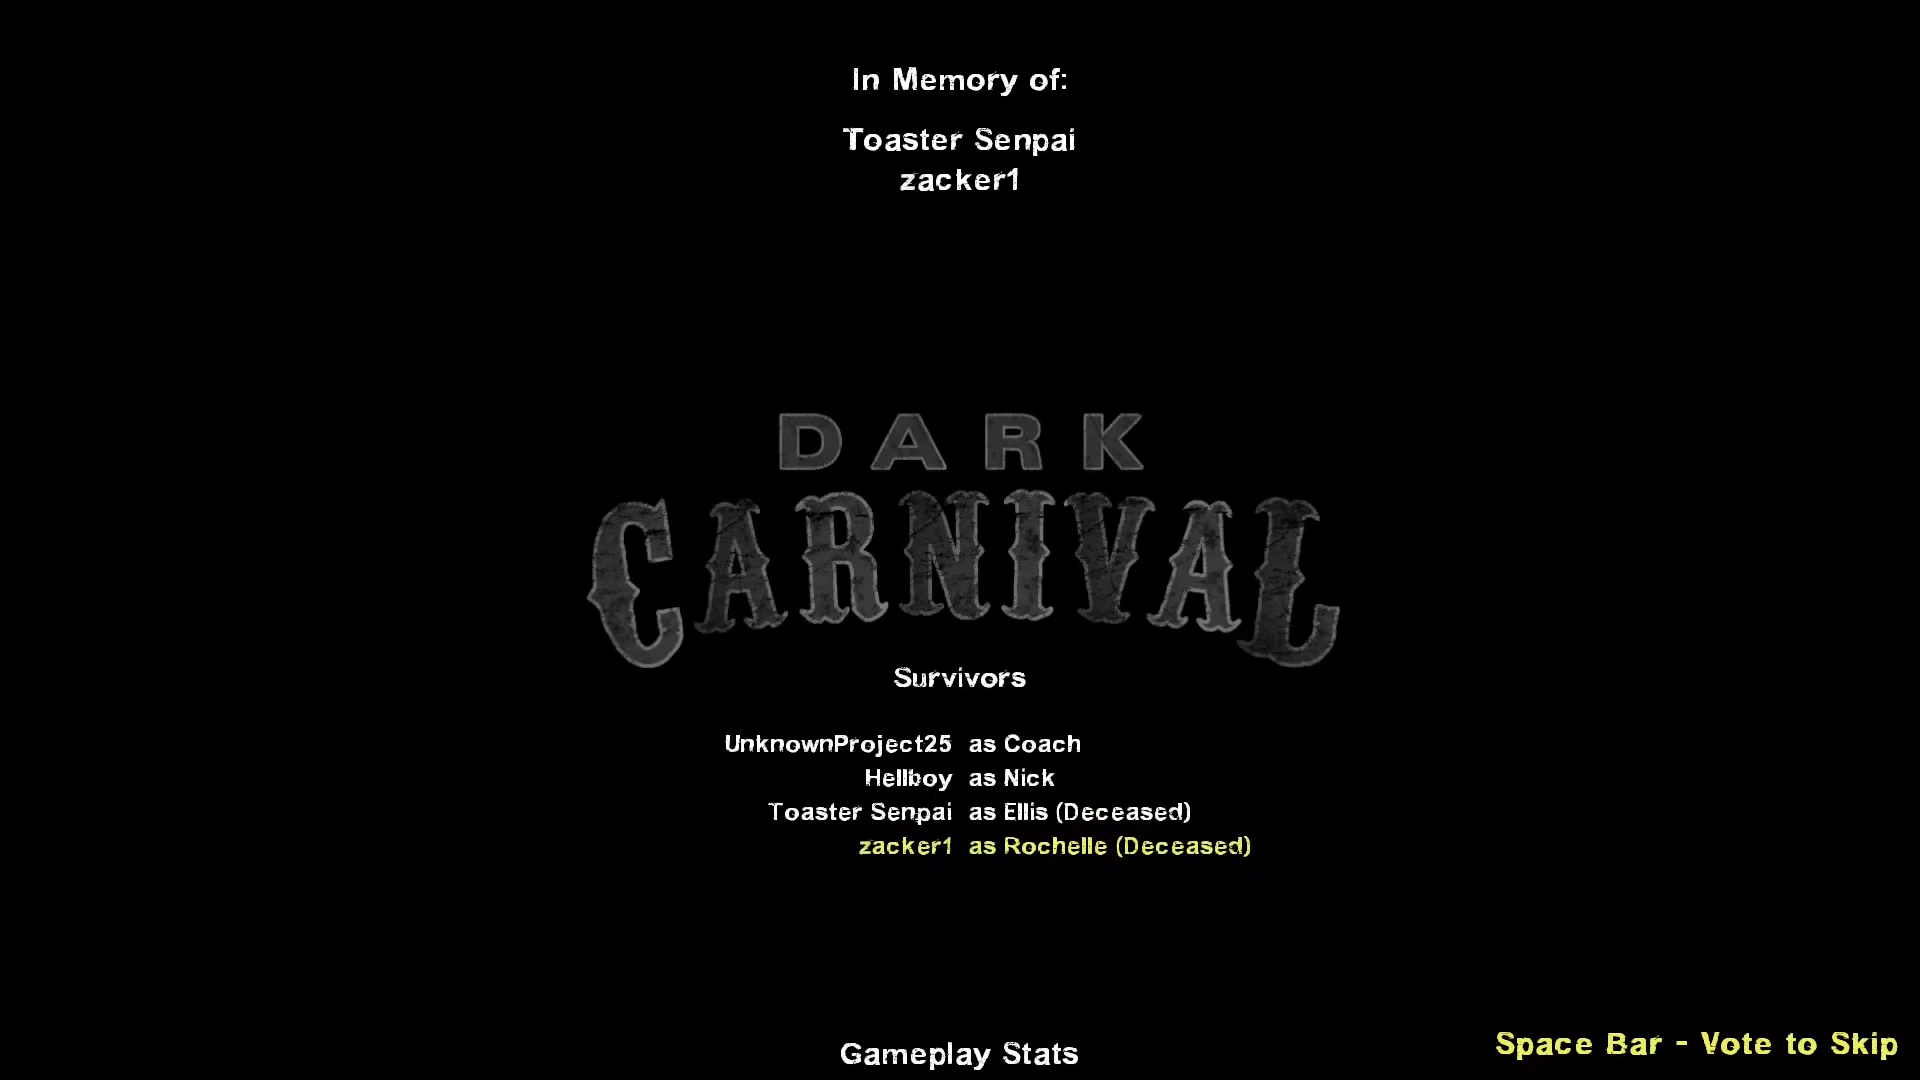 In Memory of:
Toaster Senpai
zacker1
DARK
CARNIVAL
Survivors
UnknownProject25 as Coach
Hellboy as Nick
Toaster Senpai as Ellis (Deceased)
zacker1 as Rochelle (Deceased)
Gameplay Stats
Space Bar - Vote to Skip